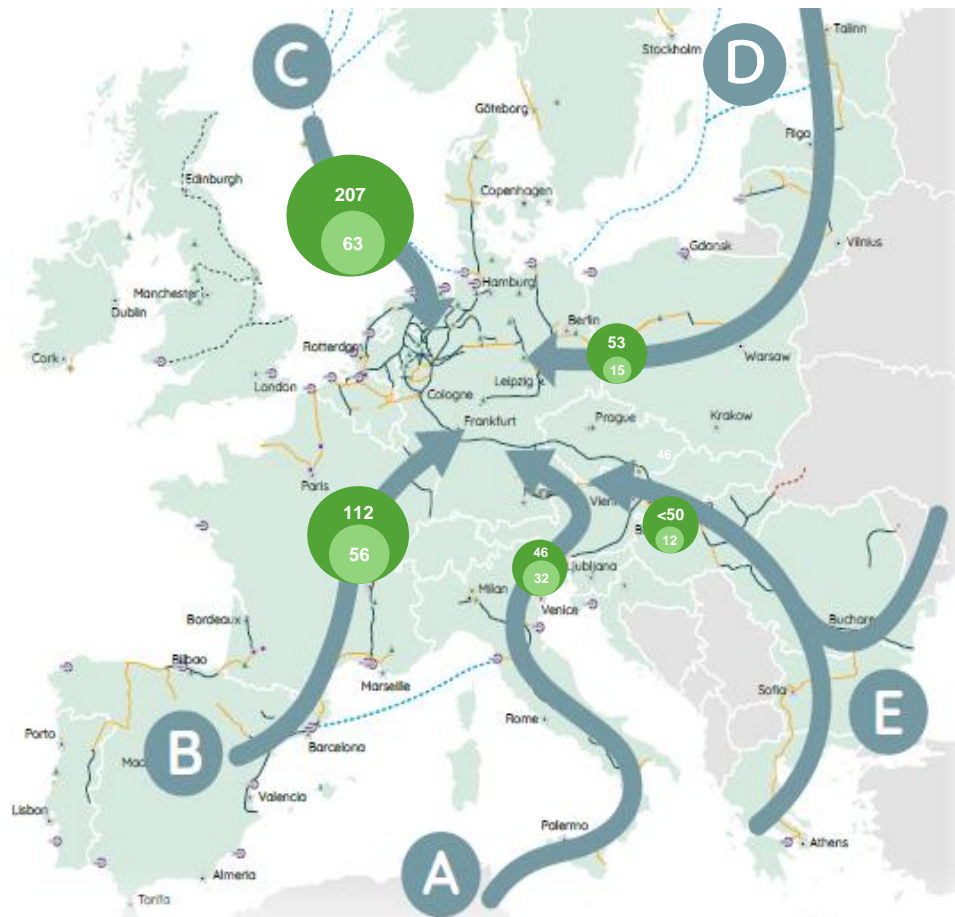 Tallinn
C
D
Stockholm
Göteborg
Riga
Edinburgh
207
Copenhagen
63
Vilnius
Gdansk
Hamburg
Manchester
Dublin
Berlin
53
Rotterdam
Warsaw
Cork
15
London
Leipzig
Cologne
Frankfurt
Prague
Krakow
46
Paris
112
<50
56
12
46
Ljubljana
32
Milan
Venice
Bordeaux
Bilbao
Marseille
Sofia
E
Rome
Porto
B
Barcelona
Valencia
Lisbon
Palermo
Athens
A
Almeria
Tarifa